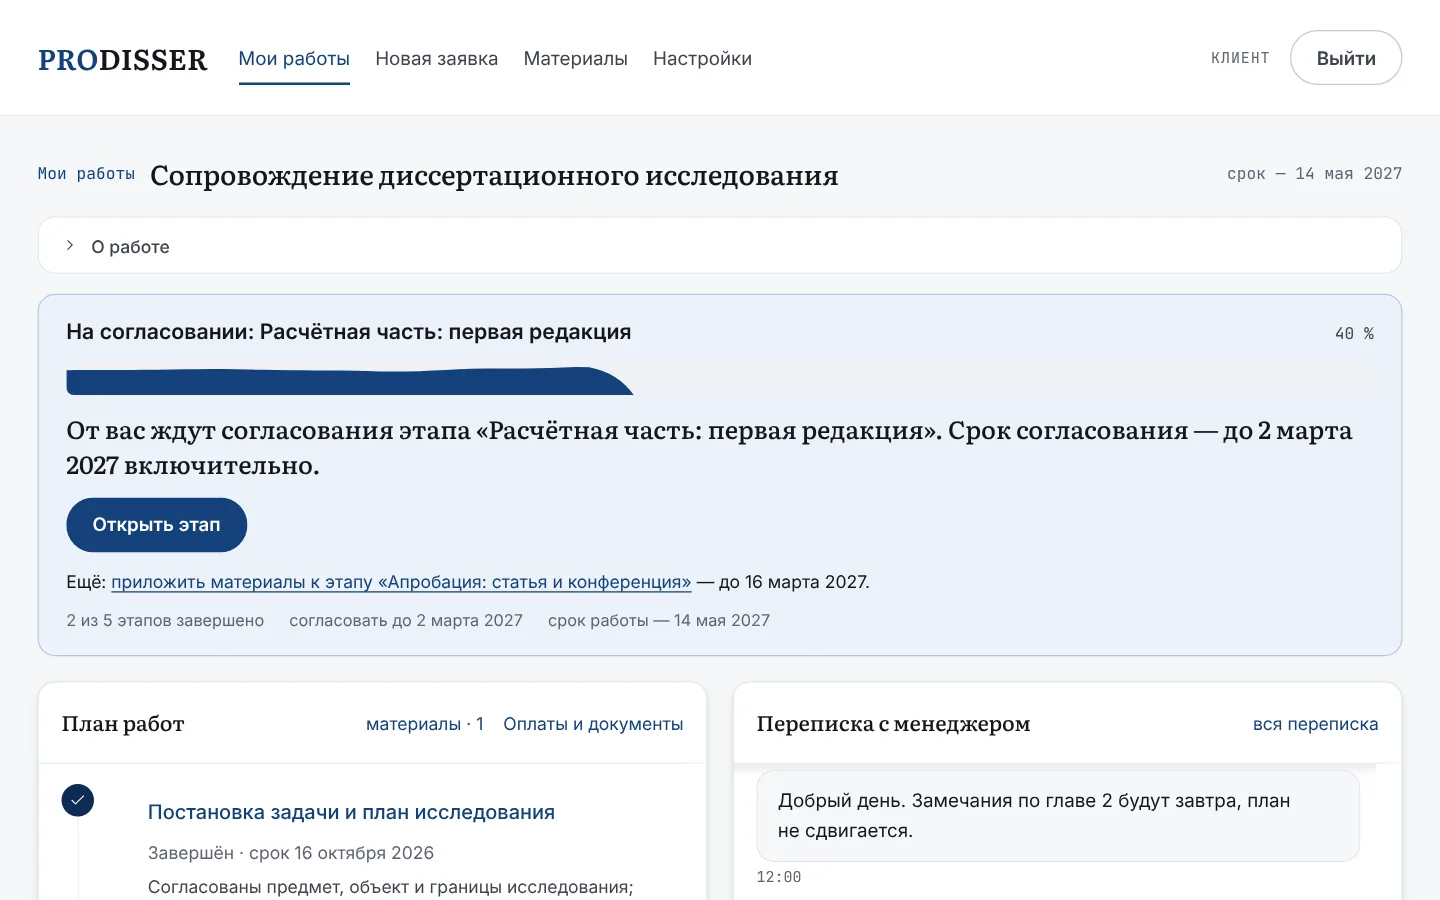 PRODISSER Мои работы Новая заявка Материалы Настройки КЛИЕНТ Выйти
Мои работы Сопровождение диссертационного исследования срок — 14 мая 2027
О работе
На согласовании: Расчётная часть: первая редакция 40 %
От вас ждут согласования этапа «Расчётная часть: первая редакция». Срок согласования — до 2 марта
2027 включительно.
Открыть этап
Ещё: приложить материалы к этапу «Апробация: статья и конференция» — до 16 марта 2027.
2 из 5 этапов завершено согласовать до 2 марта 2027 срок работы — 14 мая 2027
План работ материалы · 1 Оплаты и документы
Постановка задачи и план исследования
Завершён · срок 16 октября 2026
Согласованы предмет, объект и границы исследования;
Переписка с менеджером вся переписка
Добрый день. Замечания по главе 2 будут завтра, план
не сдвигается.
12:00